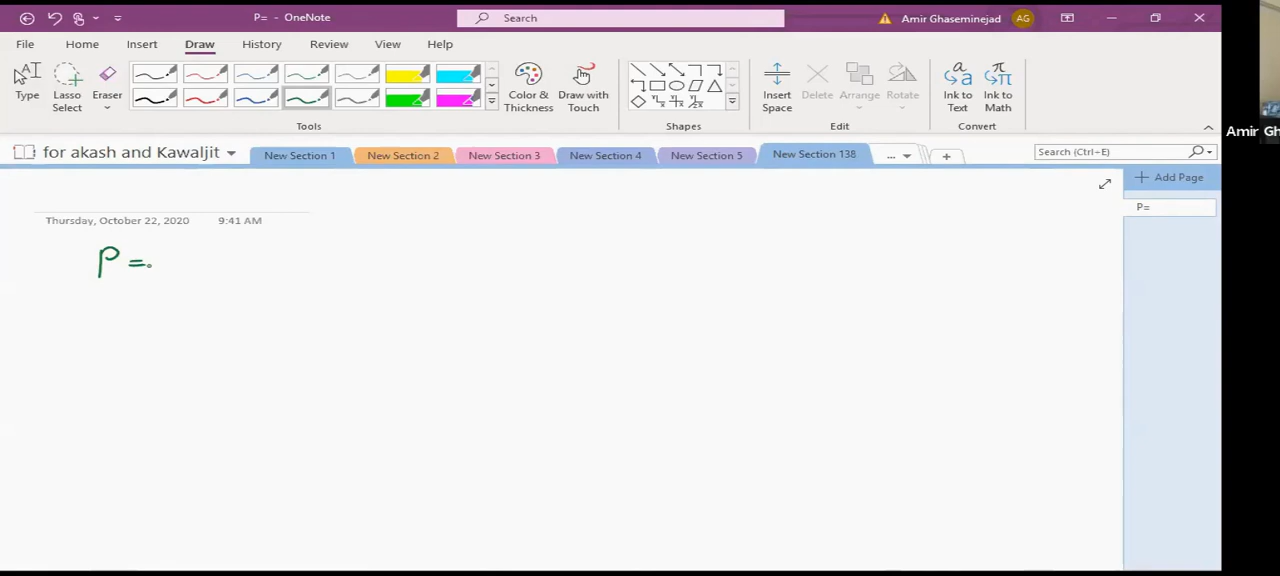 P= - OneNote
Search
Amir Ghaseminejad AG
File Home Insert Draw History Review View Help
Type Lasso Select Eraser Color & Thickness Draw with Touch Insert Space Delete Arrange Rotate Ink to Text Ink to Math
Tools Shapes Edit Convert
Amir Gh
for akash and Kawaljit New Section 1 New Section 2 New Section 3 New Section 4 New Section 5 New Section 138 ... Search (Ctrl+E)
Add Page
P=
Thursday, October 22, 2020 9:41 AM
P =